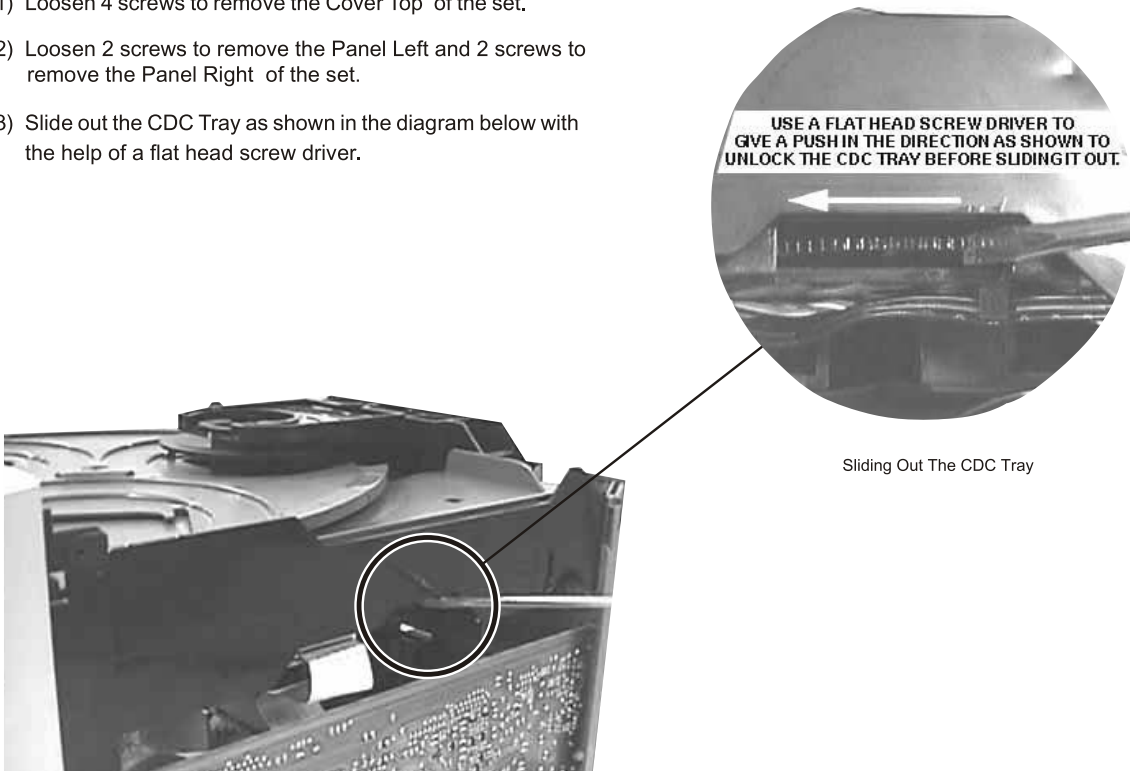 1) Loosen 4 screws to remove the Cover Top of the set.
2) Loosen 2 screws to remove the Panel Left and 2 screws to
remove the Panel Right of the set.
3) Slide out the CDC Tray as shown in the diagram below with
the help of a flat head screw driver.
USE A FLAT HEAD SCREW DRIVER TO
GIVE A PUSH IN THE DIRECTION AS SHOWN TO
UNLOCK THE CDC TRAY BEFORE SLIDING IT OUT.
Sliding Out The CDC Tray